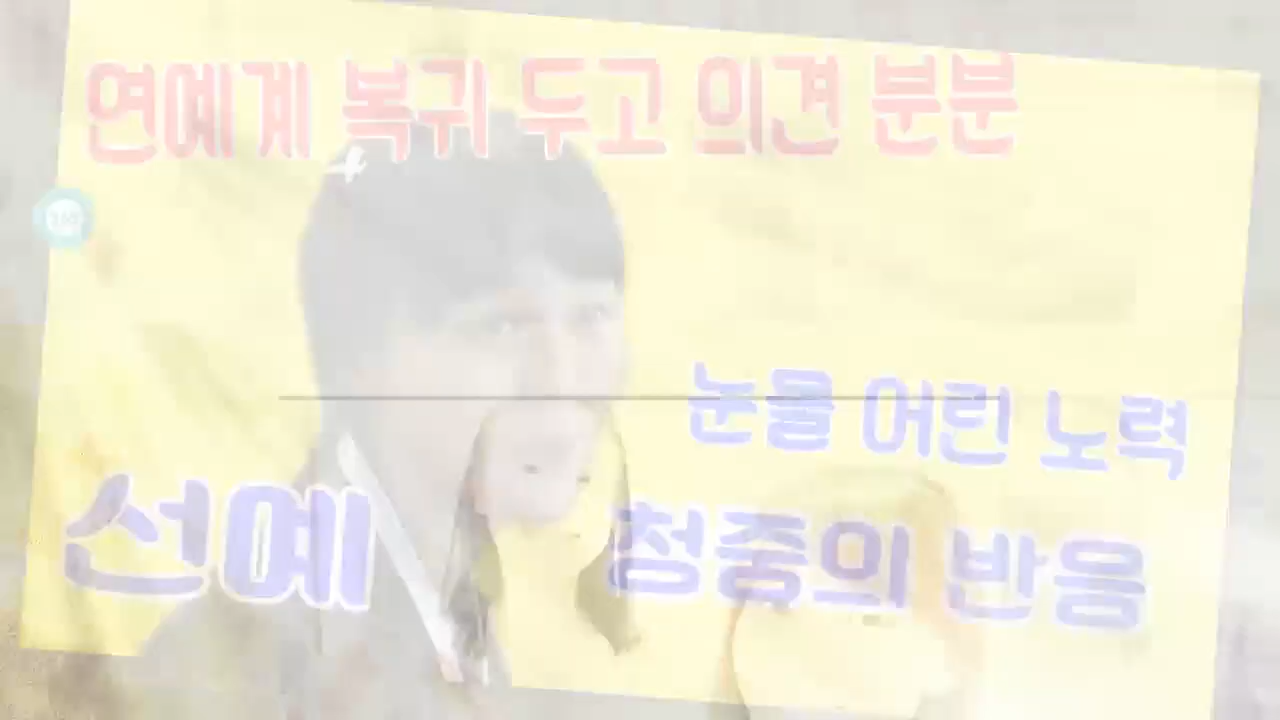 연예계 복귀 두고 의견 분분
눈물 어린 노력
선예
청중의 반응